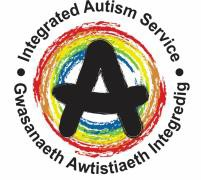 Integrated Autism Service
A
Gwasanaeth Awtistiaeth Integredig